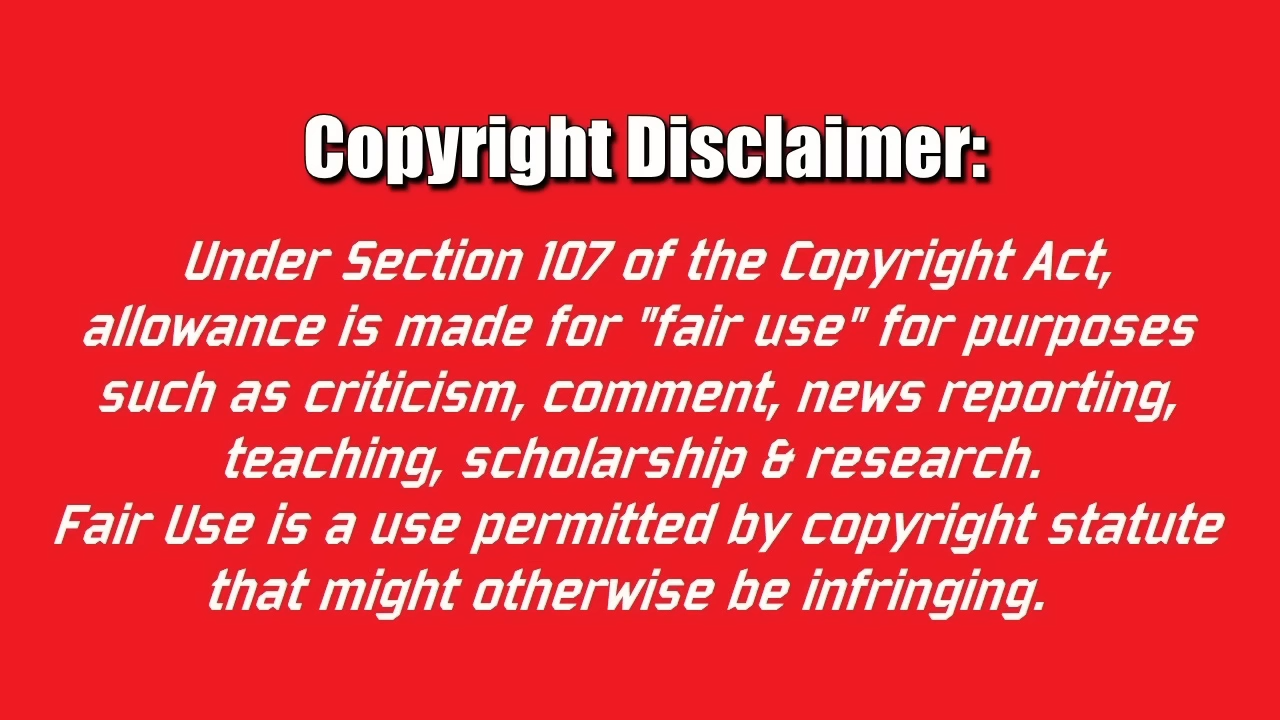 Copyright Disclaimer:
Under Section 107 of the Copyright Act,
allowance is made for "fair use" for purposes
such as criticism, comment, news reporting,
teaching, scholarship & research.
Fair Use is a use permitted by copyright statute
that might otherwise be infringing.